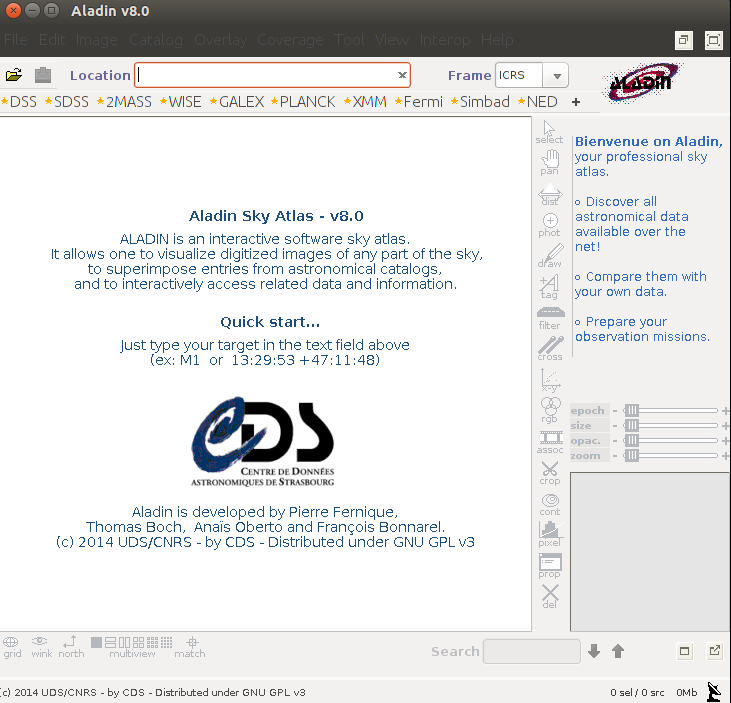 Aladin v8.0
File Edit Image Catalog Overlay Coverage Tool View Interop Help
Location
Frame ICRS
ALADIN
DSS SDSS 2MASS WISE GALEX PLANCK XMM Fermi Simbad NED +
Aladin Sky Atlas - v8.0
ALADIN is an interactive software sky atlas.
It allows one to visualize digitized images of any part of the sky,
to superimpose entries from astronomical catalogs,
and to interactively access related data and information.
Quick start...
Just type your target in the text field above
(ex: M1 or 13:29:53 +47:11:48)
CDS
CENTRE DE DONNÉES
ASTRONOMIQUES DE STRASBOURG
Aladin is developed by Pierre Fernique,
Thomas Boch, Anaïs Oberto and François Bonnarel.
(c) 2014 UDS/CNRS - by CDS - Distributed under GNU GPL v3
select
pan
dist
phot
draw
tag
filter
cross
x-y
rgb
assoc
crop
cont
pixel
prop
del
Bienvenue on Aladin,
your professional sky
atlas.
Discover all
astronomical data
available over the
net!
Compare them with
your own data.
Prepare your
observation missions.
epoch - +
size - +
opac. - +
zoom - +
grid wink north multiview match
Search
(c) 2014 UDS/CNRS - by CDS - Distributed under GNU GPL v3
0 sel / 0 src 0Mb